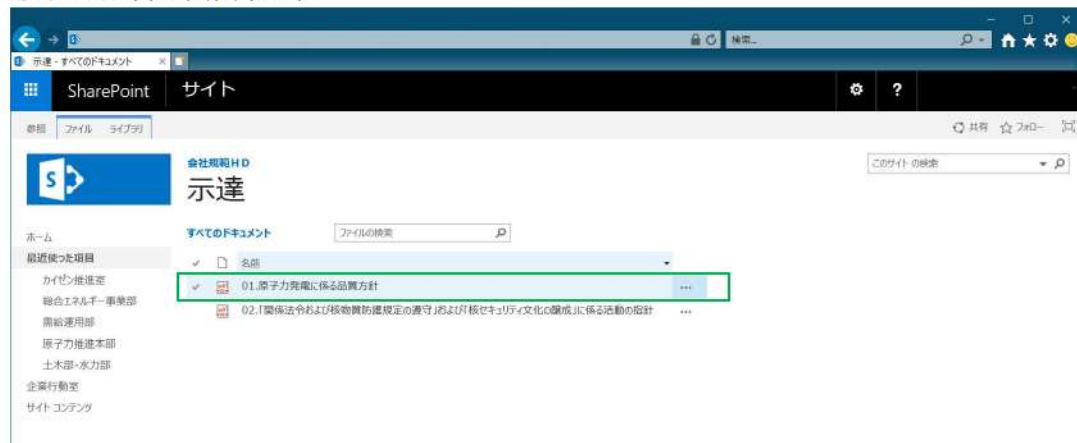 検索...
示達 - すべてのドキュメント
SharePoint サイト
?
参照 ファイル ライブラリ
共有 フォロー
S
会社規範HD
このサイト の検索
示達
ホーム
すべてのドキュメント
ファイルの検索
最近使った項目
名前
カイゼン推進室
01.原子力発電に係る品質方針
...
総合エネルギー事業部
02.「関係法令および核物質防護規定の遵守」および「核セキュリティ文化の醸成」に係る活動の指針
...
需給運用部
原子力推進本部
土木部-水力部
企業行動室
サイト コンテンツ